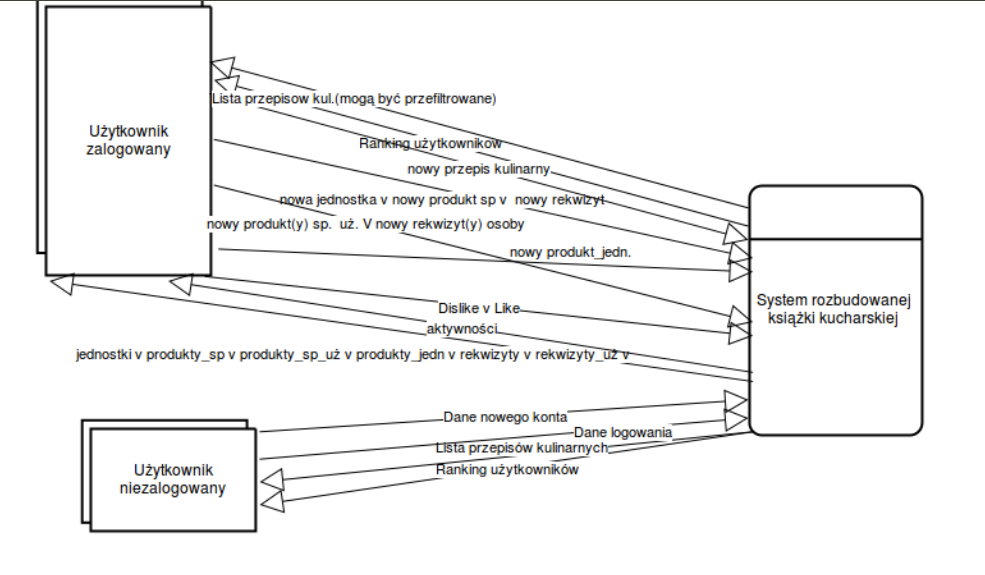 Użytkownik
zalogowany
Lista przepisow kul.(mogą być przefiltrowane)
Ranking użytkownikow
nowy przepis kulinarny
nowa jednostka v nowy produkt sp v nowy rekwizyt
nowy produkt(y) sp. uż. V nowy rekwizyt(y) osoby
nowy produkt_jedn.
System rozbudowanej
książki kucharskiej
Dislike v Like
aktywności
jednostki v produkty_sp v produkty_sp_uż v produkty_jedn v rekwizyty v rekwizyty_uż v
Dane nowego konta
Dane logowania
Lista przepisów kulinarnych
Ranking użytkowników
Użytkownik
niezalogowany